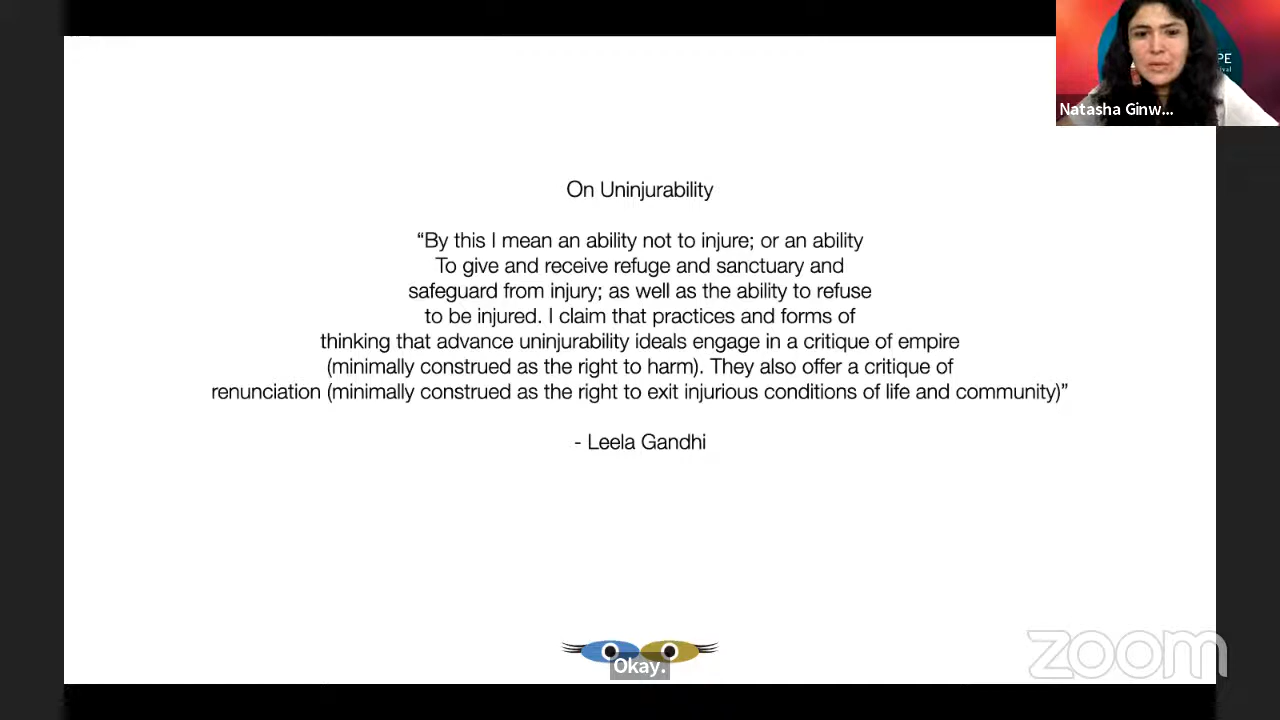 PE
ival
Natasha Ginw...
On Uninjurability
“By this I mean an ability not to injure; or an ability
To give and receive refuge and sanctuary and
safeguard from injury; as well as the ability to refuse
to be injured. I claim that practices and forms of
thinking that advance uninjurability ideals engage in a critique of empire
(minimally construed as the right to harm). They also offer a critique of
renunciation (minimally construed as the right to exit injurious conditions of life and community)”
- Leela Gandhi
Okay.
zoom